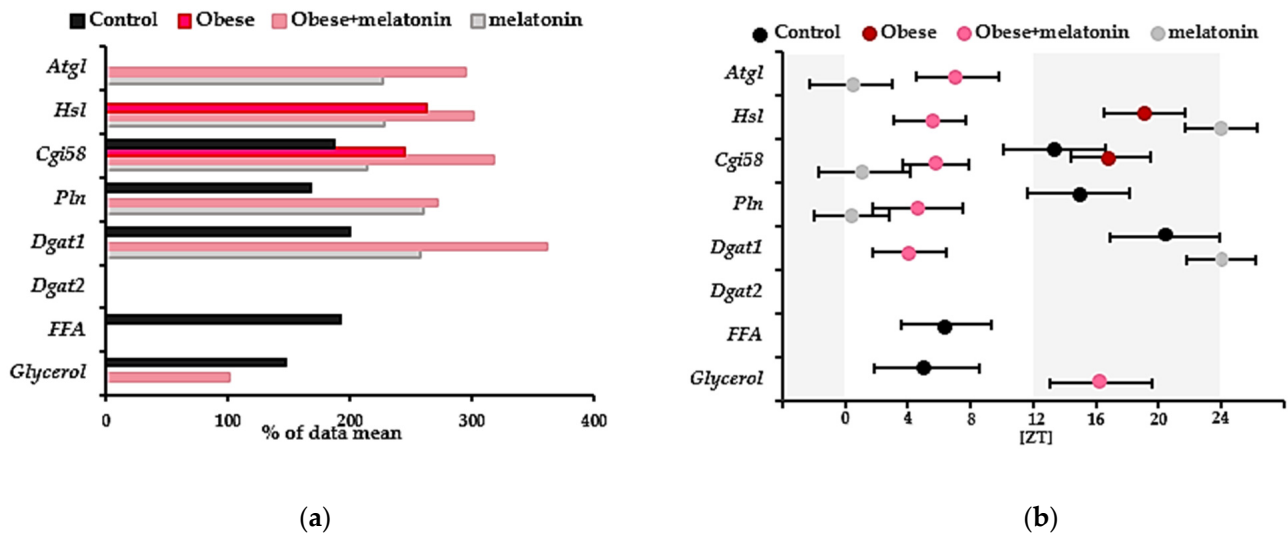 Control Obese Obese+melatonin melatonin
Atgl
Hsl
Cgi58
Pln
Dgat1
Dgat2
FFA
Glycerol
0 100 200 300 400
% of data mean
(a)
Control Obese Obese+melatonin melatonin
Atgl
Hsl
Cgi58
Pln
Dgat1
Dgat2
FFA
Glycerol
0 4 8 12 16 20 24
[ZT]
(b)